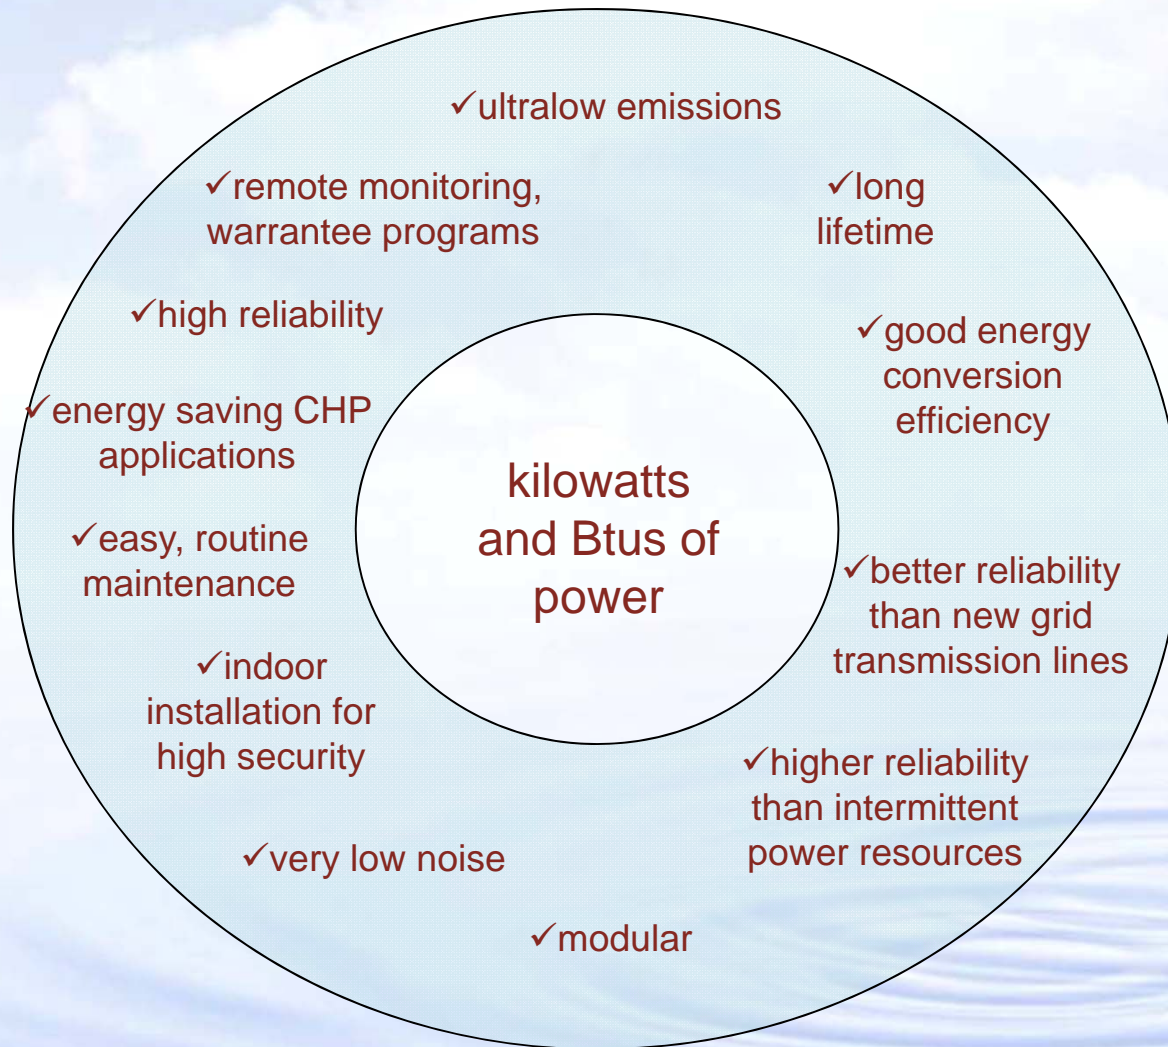 ✓ultralow emissions
✓remote monitoring,
warrantee programs
✓long
lifetime
✓high reliability
✓good energy
conversion
efficiency
✓energy saving CHP
applications
kilowatts
and Btus of
power
✓easy, routine
maintenance
✓better reliability
than new grid
transmission lines
✓indoor
installation for
high security
✓higher reliability
than intermittent
power resources
✓very low noise
✓modular